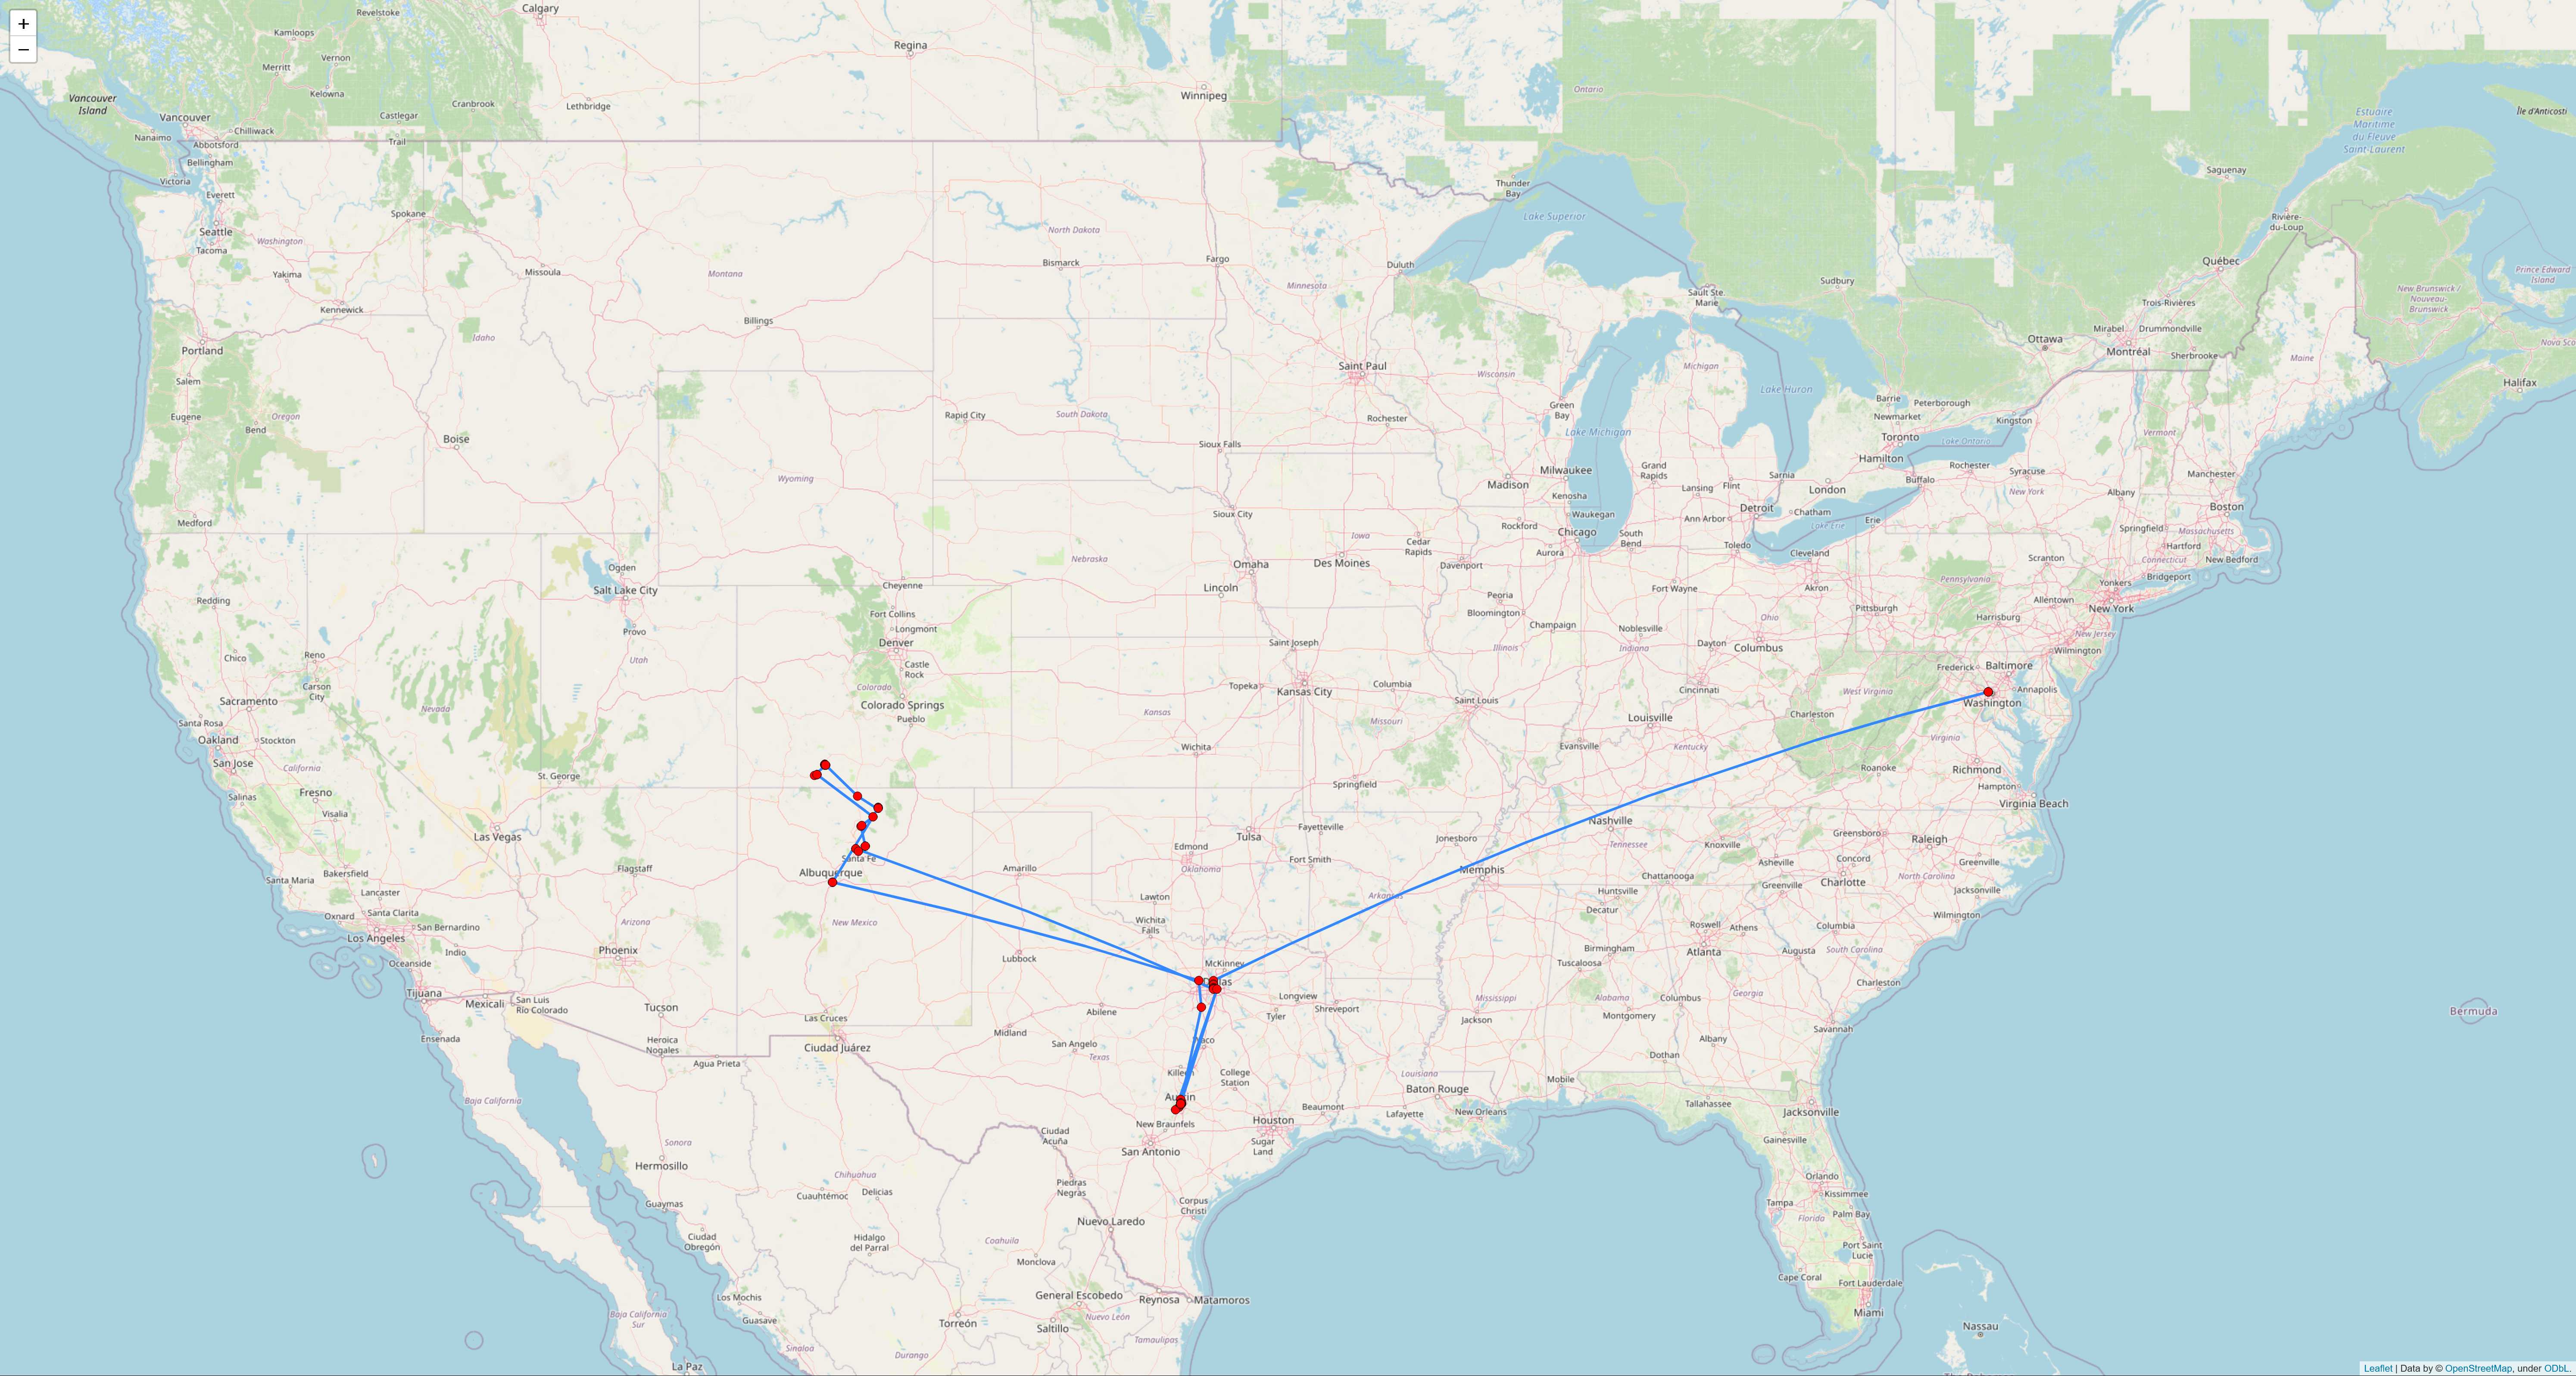 +
−
Calgary
Revelstoke
Kamloops
Regina
Vernon
Merritt
Kelowna
Winnipeg
Ontario
Vancouver
Island
Cranbrook
Lethbridge
Estuaire
Maritime
du Fleuve
Saint-Laurent
Île d'Anticosti
Castlegar
Vancouver
Chilliwack
Nanaimo
Trail
Abbotsford
Bellingham
Saguenay
Victoria
Thunder
Bay
Everett
Spokane
Lake Superior
Rivière-
du-Loup
Seattle
Washington
North Dakota
Tacoma
Fargo
Bismarck
Duluth
Québec
Missoula
Montana
Yakima
Prince Edward
Island
Minnesota
Sudbury
Sault Ste.
Marie
New Brunswick /
Nouveau-
Brunswick
Kennewick
Trois-Rivières
Billings
Mirabel
Drummondville
Idaho
Ottawa
Nova Sco
Portland
Montréal
Sherbrooke
Maine
Saint Paul
Wisconsin
Michigan
Salem
Halifax
Lake Huron
Barrie
Peterborough
Eugene
Oregon
Rapid City
South Dakota
Green
Bay
Newmarket
Rochester
Kingston
Bend
Lake Michigan
Vermont
Boise
Toronto
Lake Ontario
Sioux Falls
Hamilton
Milwaukee
Grand
Rapids
Sarnia
Rochester
Syracuse
Manchester
Wyoming
Madison
Lansing
Flint
London
Buffalo
New York
Albany
Kenosha
Detroit
Boston
Sioux City
Waukegan
Chatham
Medford
Rockford
Ann Arbor
Lake Erie
Erie
Springfield
Massachusetts
Chicago
South
Bend
Iowa
Cedar
Rapids
Toledo
Hartford
Aurora
Cleveland
Nebraska
Scranton
Connecticut
New Bedford
Omaha
Des Moines
Davenport
Ogden
Bridgeport
Pennsylvania
Yonkers
Cheyenne
Lincoln
Fort Wayne
Akron
Salt Lake City
Peoria
Allentown
Redding
Bloomington
Pittsburgh
New York
Fort Collins
Ohio
Harrisburg
Longmont
Champaign
Noblesville
Provo
New Jersey
Denver
Saint Joseph
Dayton
Columbus
Illinois
Indiana
Wilmington
Reno
Chico
Utah
Castle
Rock
Frederick
Baltimore
Carson
City
Colorado
Topeka
Columbia
Cincinnati
Annapolis
Kansas City
West Virginia
Sacramento
Colorado Springs
Saint Louis
Washington
Nevada
Kansas
Pueblo
Charleston
Louisville
Santa Rosa
Missouri
Oakland
Stockton
Wichita
Evansville
Kentucky
Virginia
San Jose
California
Roanoke
Richmond
St. George
Springfield
Hampton
Fresno
Salinas
Virginia Beach
Visalia
Nashville
Las Vegas
Tulsa
Fayetteville
Jonesboro
Greensboro
Raleigh
Knoxville
Tennessee
Edmond
Santa Fe
Fort Smith
Concord
Asheville
Greenville
Amarillo
Oklahoma
Memphis
Albuquerque
Flagstaff
Bakersfield
Santa Maria
Chattanooga
North Carolina
Charlotte
Greenville
Jacksonville
Lancaster
Huntsville
Lawton
Arkansas
Decatur
Oxnard
Santa Clarita
Wilmington
Arizona
New Mexico
Wichita
Falls
Roswell
Athens
Columbia
San Bernardino
Los Angeles
Birmingham
Atlanta
Augusta
South Carolina
Phoenix
Indio
Lubbock
McKinney
Tuscaloosa
Oceanside
Charleston
Tijuana
Mexicali
San Luis
Río Colorado
Longview
Mississippi
Alabama
Columbus
Georgia
Tucson
Abilene
Tyler
Shreveport
Bermuda
Las Cruces
Jackson
Montgomery
Savannah
Midland
Ensenada
Heroica
Nogales
Ciudad Juárez
San Angelo
Albany
Agua Prieta
Texas
Dothan
Killeen
College
Station
Louisiana
Mobile
Baton Rouge
Baja California
Austin
Tallahassee
Beaumont
Lafayette
New Orleans
Jacksonville
New Braunfels
Houston
Ciudad
Acuña
Sonora
Sugar
Land
Gainesville
San Antonio
Hermosillo
Chihuahua
Orlando
Piedras
Negras
Cuauhtémoc
Delicias
Kissimmee
Guaymas
Corpus
Christi
Tampa
Palm Bay
Florida
Nuevo Laredo
Ciudad
Obregón
Hidalgo
del Parral
Coahuila
Port Saint
Lucie
Monclova
Cape Coral
Fort Lauderdale
Los Mochis
General Escobedo
Reynosa
Matamoros
Miami
Baja California
Sur
Guasave
Torreón
Saltillo
Nuevo León
Nassau
Tamaulipas
Sinaloa
Durango
La Paz
Leaflet | Data by © OpenStreetMap, under ODbL.